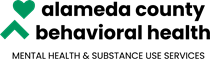 alameda county
behavioral health
MENTAL HEALTH & SUBSTANCE USE SERVICES